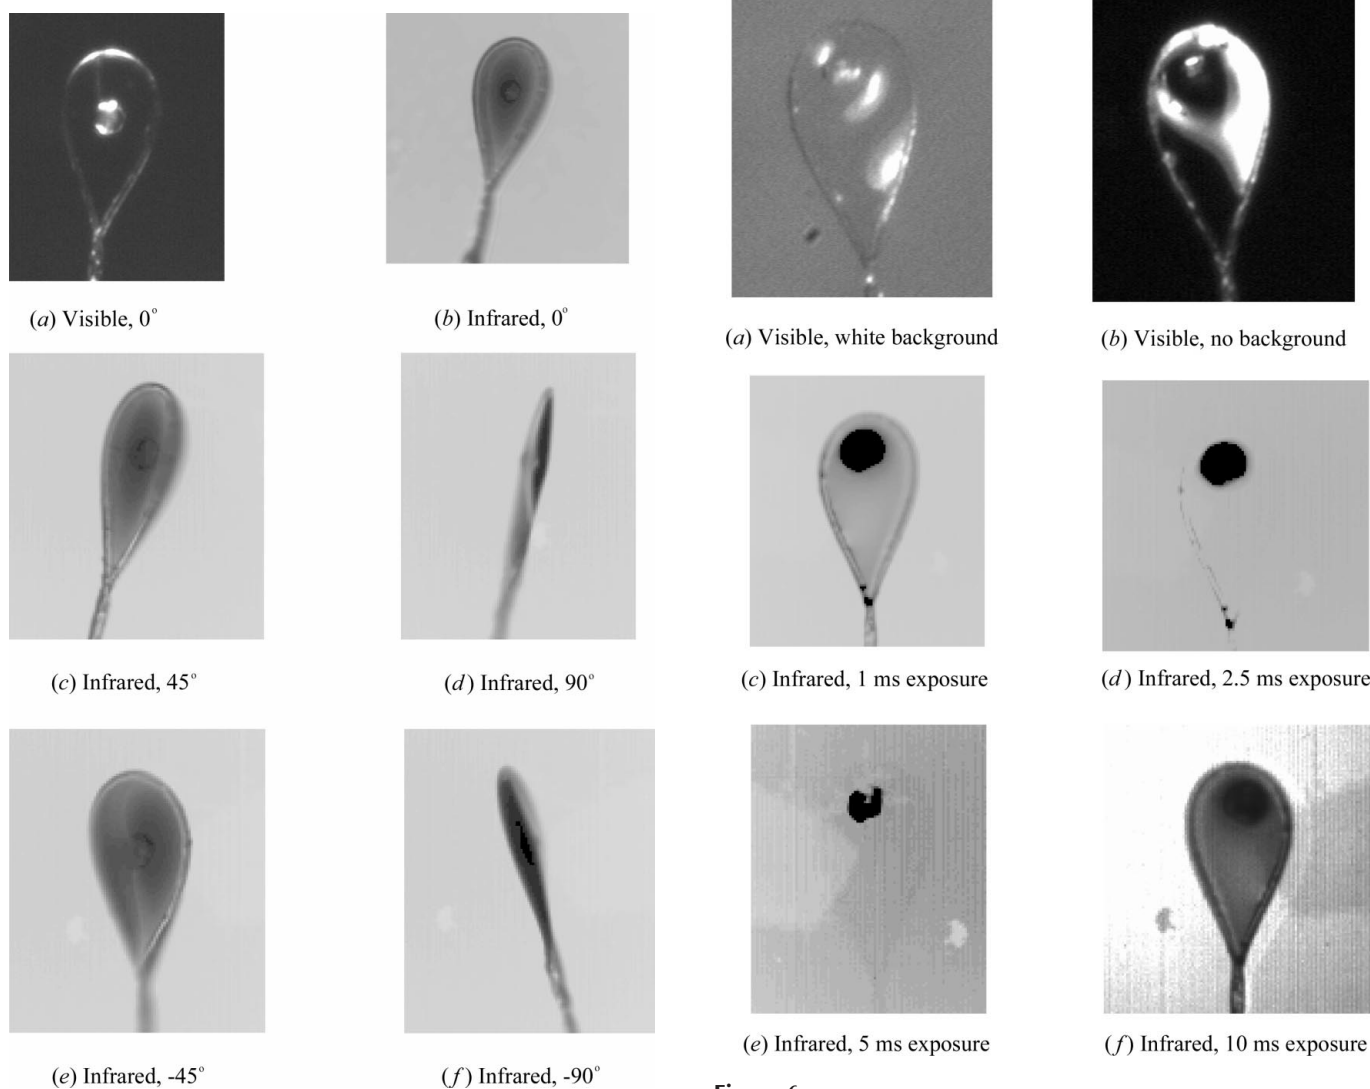 (a) Visible, 0°
(b) Infrared, 0°
(c) Infrared, 45°
(d) Infrared, 90°
(e) Infrared, -45°
(f) Infrared, -90°
(a) Visible, white background
(b) Visible, no background
(c) Infrared, 1 ms exposure
(d) Infrared, 2.5 ms exposure
(e) Infrared, 5 ms exposure
(f) Infrared, 10 ms exposure